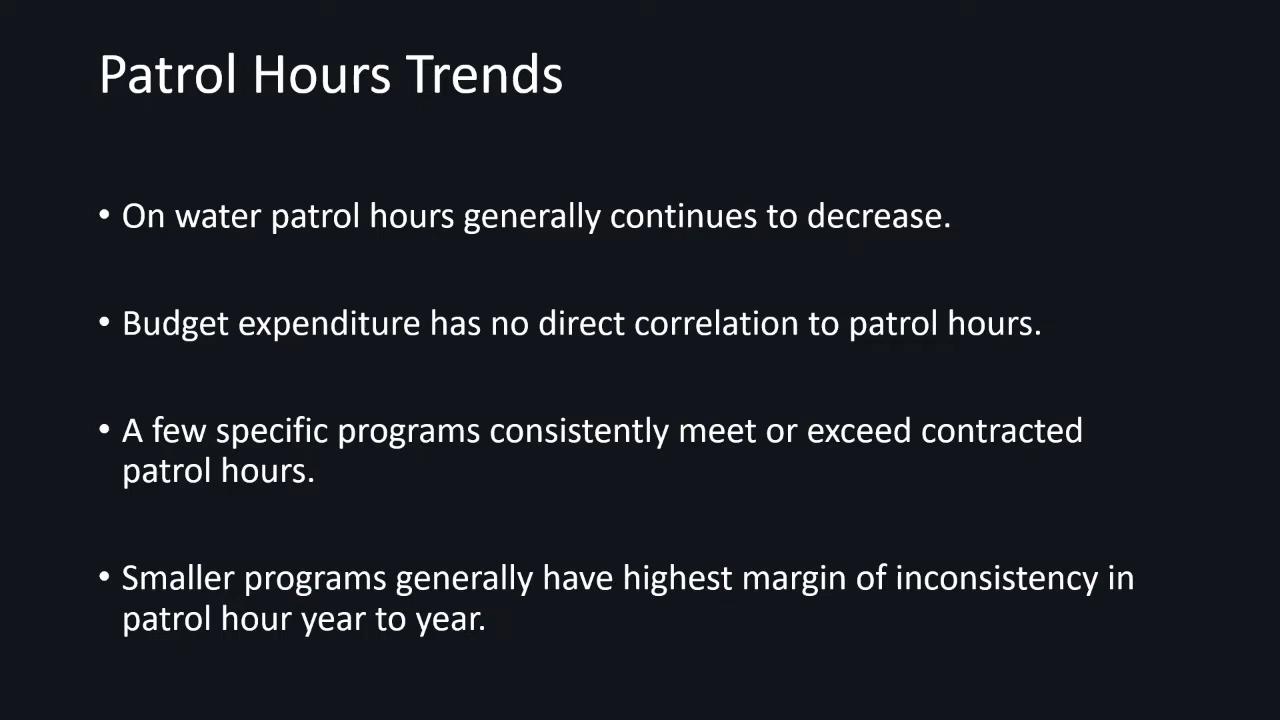 Patrol Hours Trends
• On water patrol hours generally continues to decrease.
• Budget expenditure has no direct correlation to patrol hours.
• A few specific programs consistently meet or exceed contracted
patrol hours.
• Smaller programs generally have highest margin of inconsistency in
patrol hour year to year.